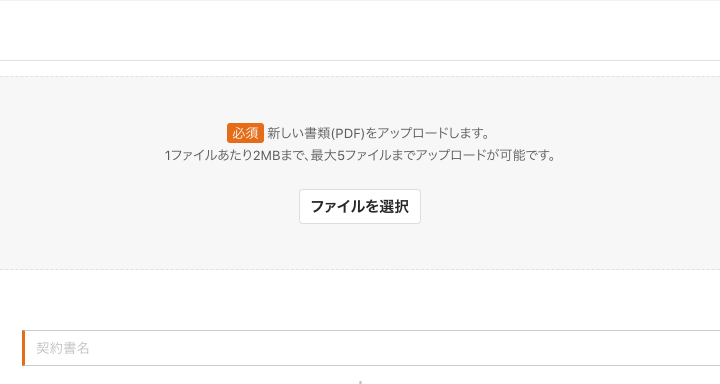 必須 新しい書類(PDF)をアップロードします。
1ファイルあたり2MBまで、最大5ファイルまでアップロードが可能です。
ファイルを選択
契約書名